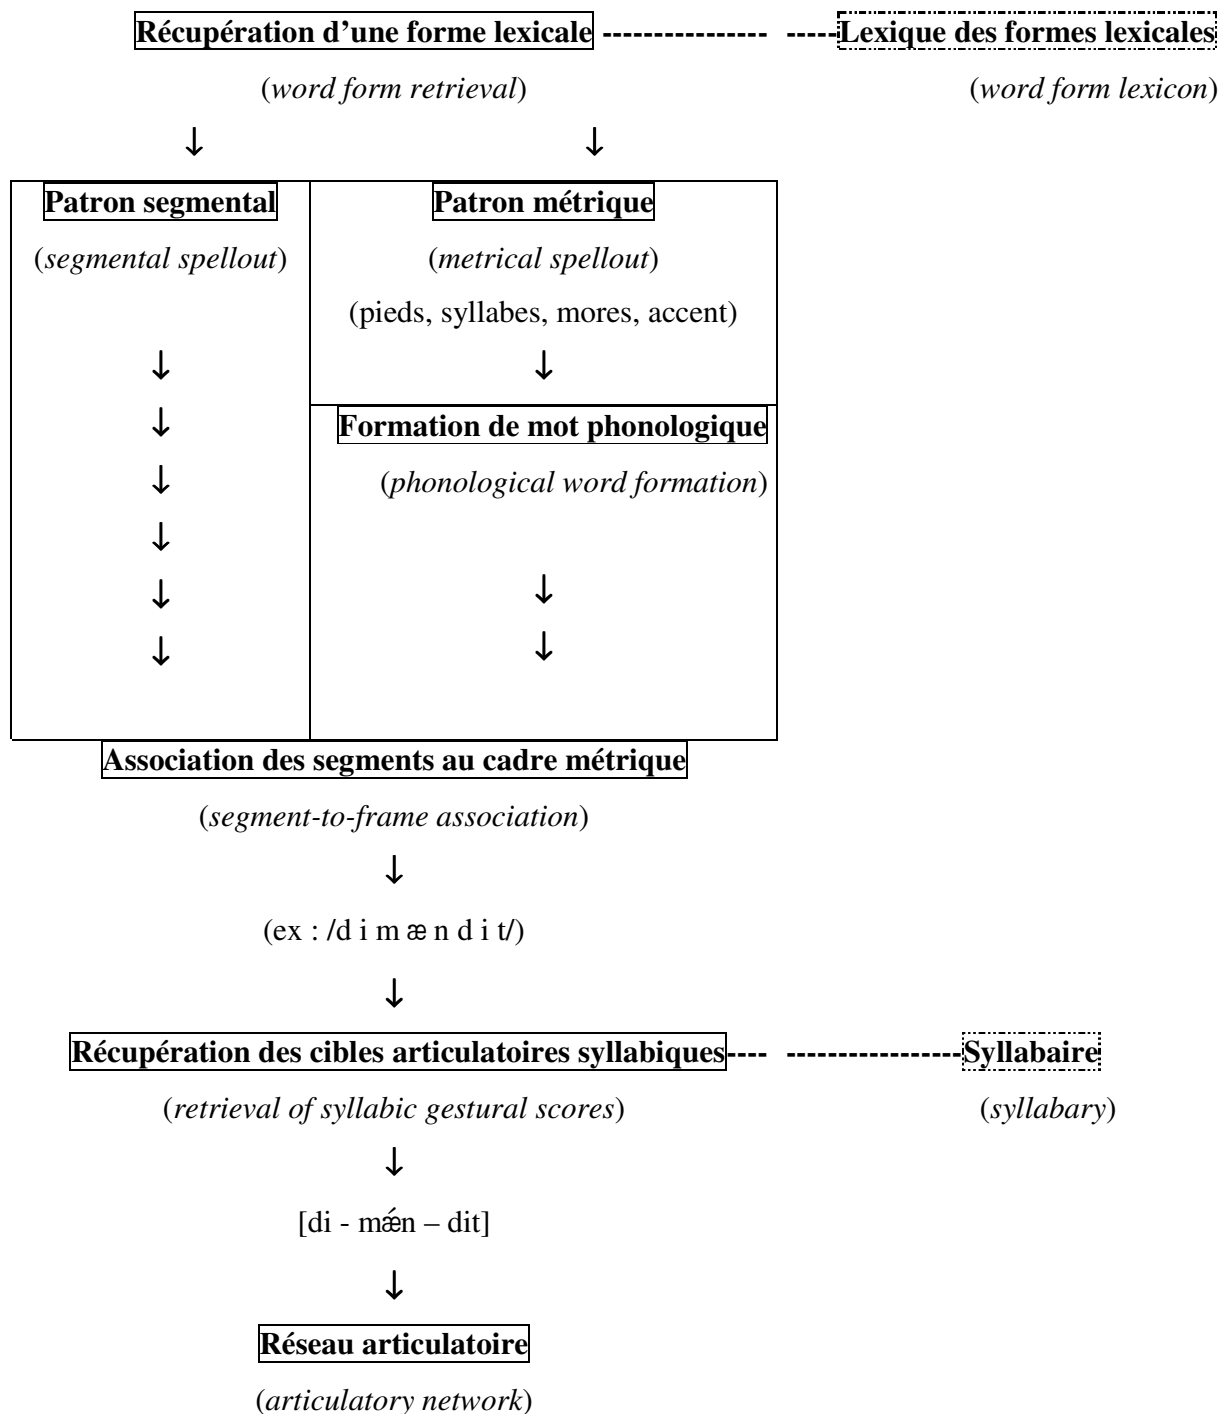 Récupération d’une forme lexicale --------------- -----Lexique des formes lexicales
(word form retrieval) (word form lexicon)
↓ ↓
Patron segmental Patron métrique
(segmental spellout) (metrical spellout)
(pieds, syllabes, mores, accent)
↓ ↓
↓ Formation de mot phonologique
↓ (phonological word formation)
↓
↓ ↓
↓ ↓
Association des segments au cadre métrique
(segment-to-frame association)
↓
(ex : /d i m æ n d i t/)
↓
Récupération des cibles articulatoires syllabiques---- ----------------Syllabaire
(retrieval of syllabic gestural scores) (syllabary)
↓
[di - mǽn – dit]
↓
Réseau articulatoire
(articulatory network)